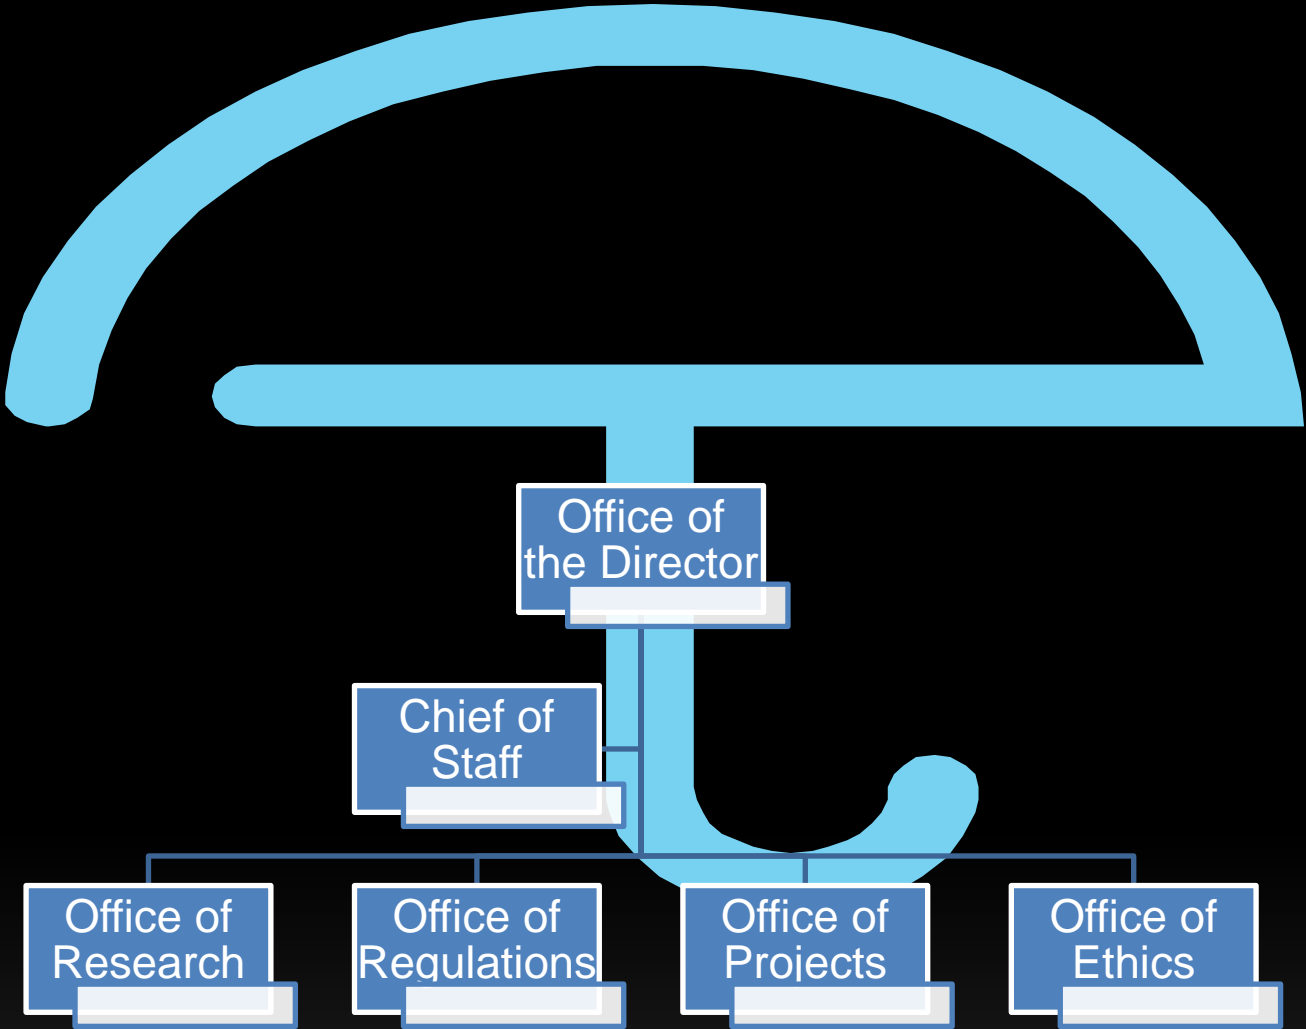 Office of
the Director
Chief of
Staff
Office of
Research
Office of
Regulations
Office of
Projects
Office of
Ethics